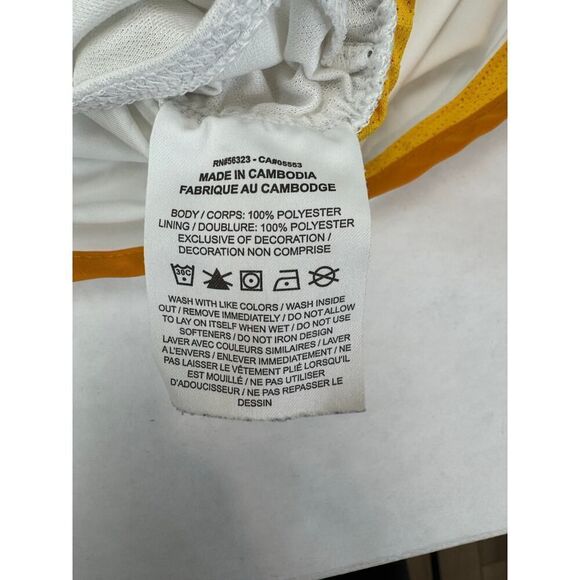 RN#56323 - CA#05553
MADE IN CAMBODIA
FABRIQUE AU CAMBODGE
BODY / CORPS: 100% POLYESTER
LINING / DOUBLURE: 100% POLYESTER
EXCLUSIVE OF DECORATION /
DECORATION NON COMPRISE
30C
WASH WITH LIKE COLORS / WASH INSIDE
OUT / REMOVE IMMEDIATELY / DO NOT ALLOW
TO LAY ON ITSELF WHEN WET / DO NOT USE
SOFTENERS / DO NOT IRON DESIGN
LAVER AVEC COULEURS SIMILAIRES / LAVER
A L'ENVERS / ENLEVER IMMEDIATEMENT / NE
PAS LAISSER LE VÊTEMENT PLIÉ LORSQU'IL
EST MOUILLÉ / NE PAS UTILISER
D'ADOUCISSEUR / NE PAS REPASSER LE
DESSIN